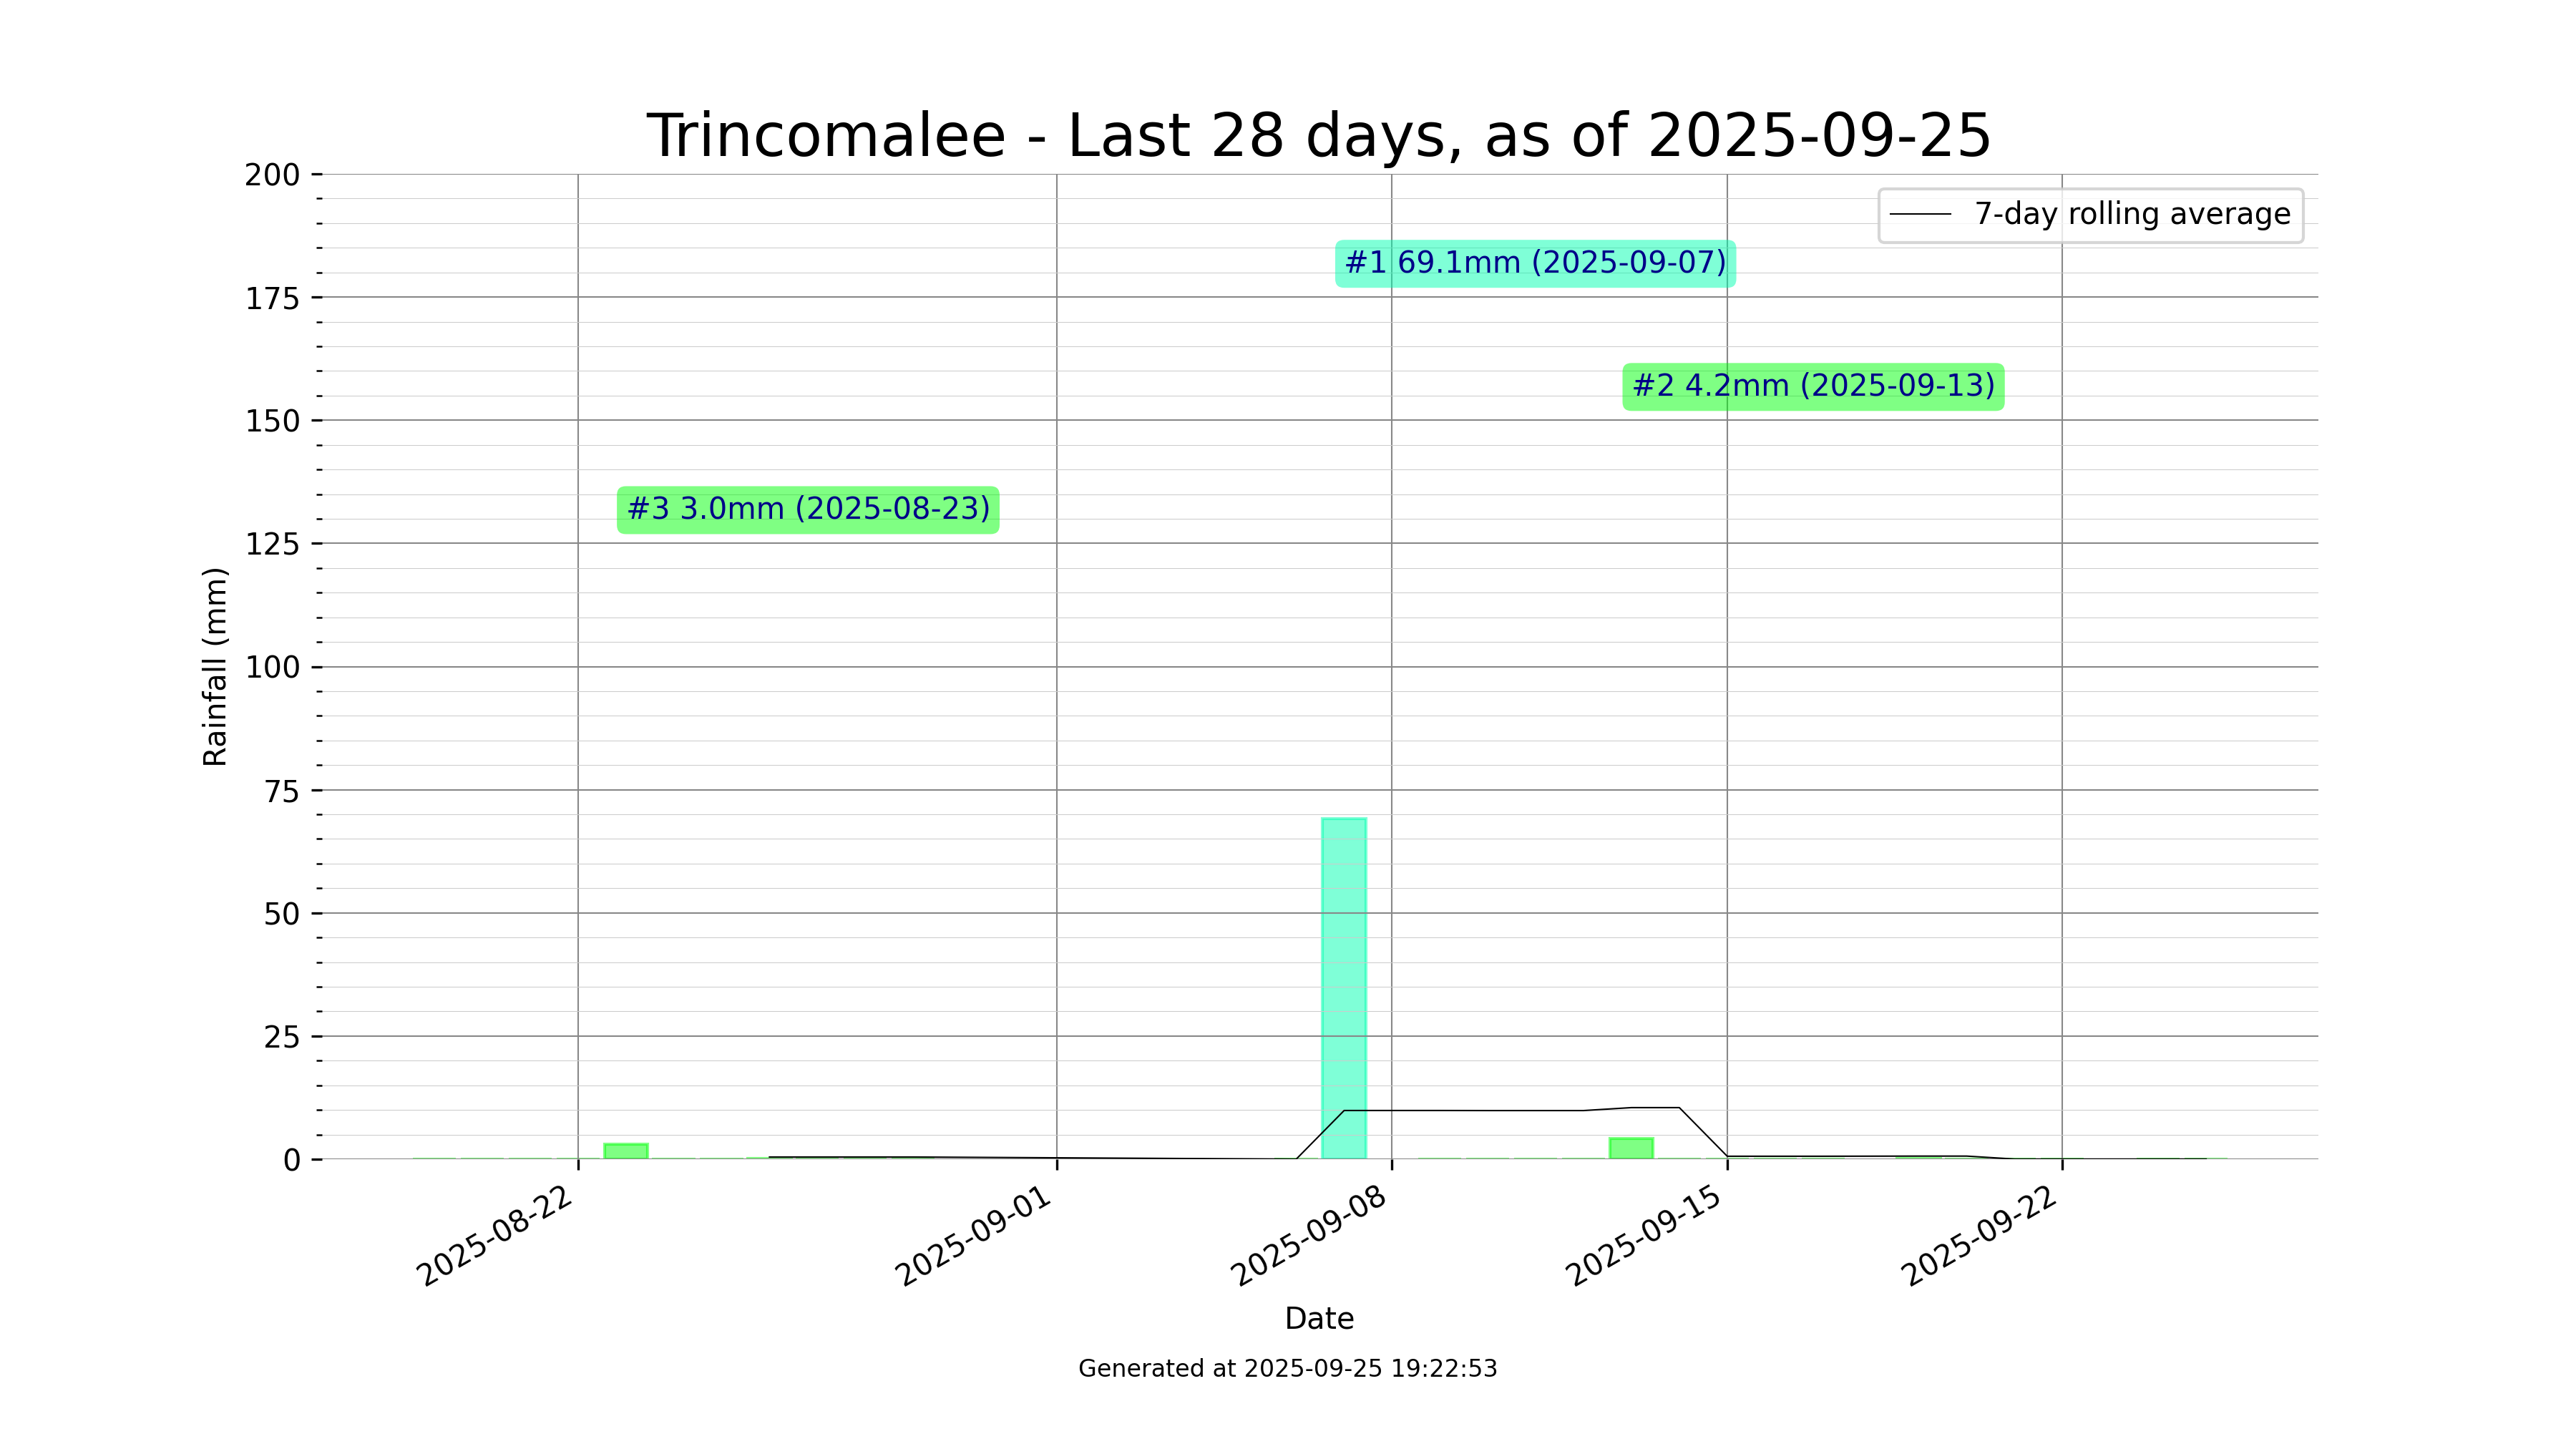 Trincomalee - Last 28 days, as of 2025-09-25
7-day rolling average
#1 69.1mm (2025-09-07)
#2 4.2mm (2025-09-13)
#3 3.0mm (2025-08-23)
Rainfall (mm)
200
175
150
125
100
75
50
25
0
2025-08-22
2025-09-01
2025-09-08
2025-09-15
2025-09-22
Date
Generated at 2025-09-25 19:22:53